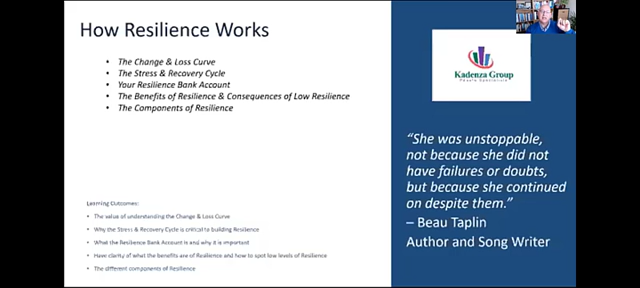 How Resilience Works
• The Change & Loss Curve
• The Stress & Recovery Cycle
• Your Resilience Bank Account
• The Benefits of Resilience & Consequences of Low Resilience
• The Components of Resilience
Learning Outcomes:
• The value of understanding the Change & Loss Curve
• Why the Stress & Recovery Cycle is critical to building Resilience
• What the Resilience Bank Account is and why it is important
• Have clarity of what the benefits are of Resilience and how to spot low levels of Resilience
• The different components of Resilience
Kadenza Group
“She was unstoppable,
not because she did not
have failures or doubts,
but because she continued
on despite them.”
– Beau Taplin
Author and Song Writer